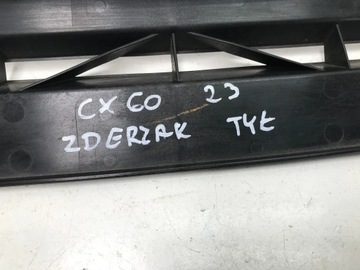 CX 60 23
ZDERZAK TYŁ